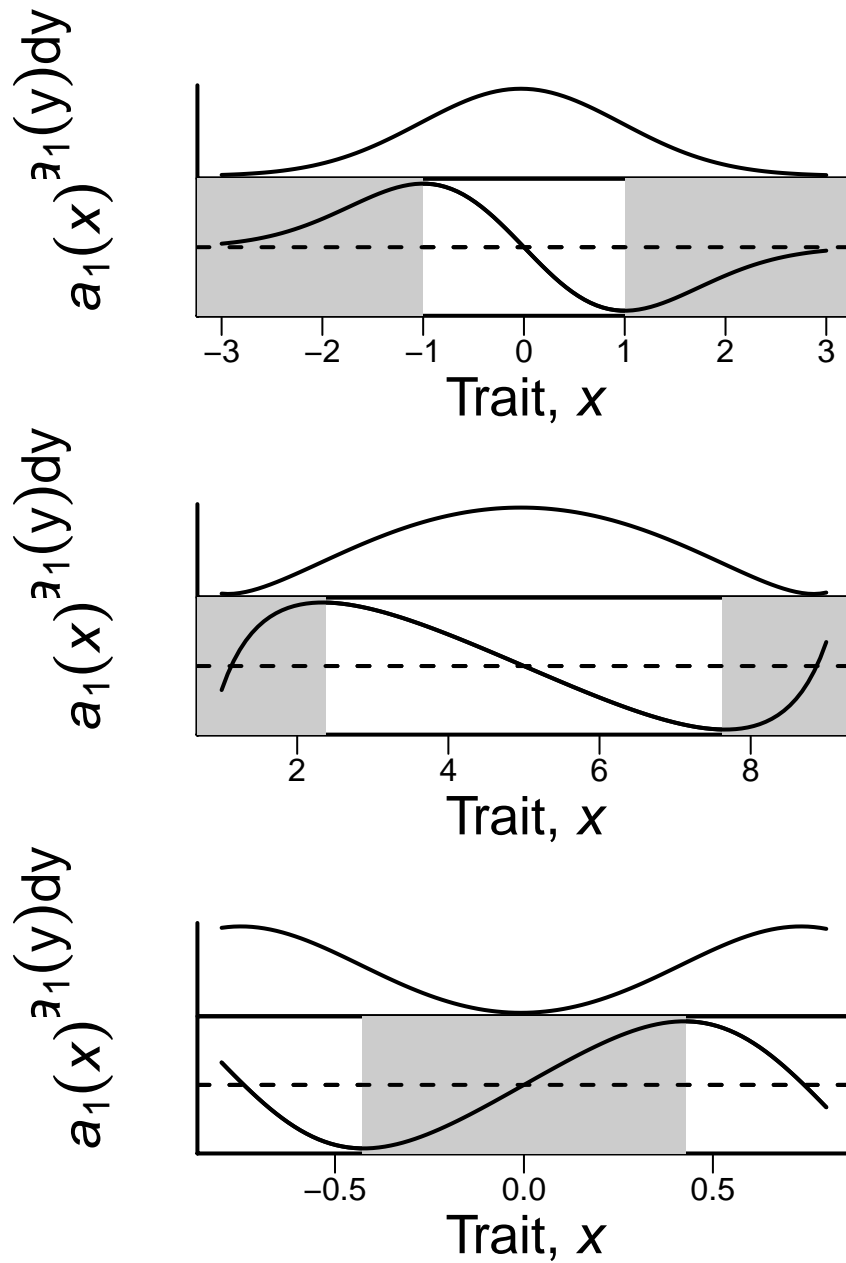 a₁(y)dy
a₁(x)
−3 −2 −1 0 1 2 3
Trait, x
a₁(y)dy
a₁(x)
2 4 6 8
Trait, x
a₁(y)dy
a₁(x)
−0.5 0.0 0.5
Trait, x